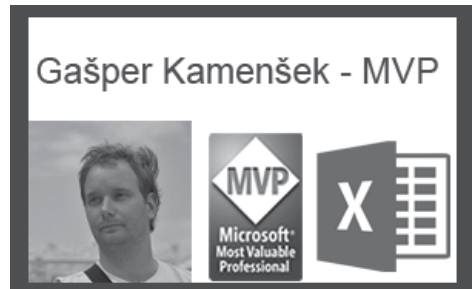 Gašper Kamenšek - MVP
MVP
Microsoft®
Most Valuable
Professional
X